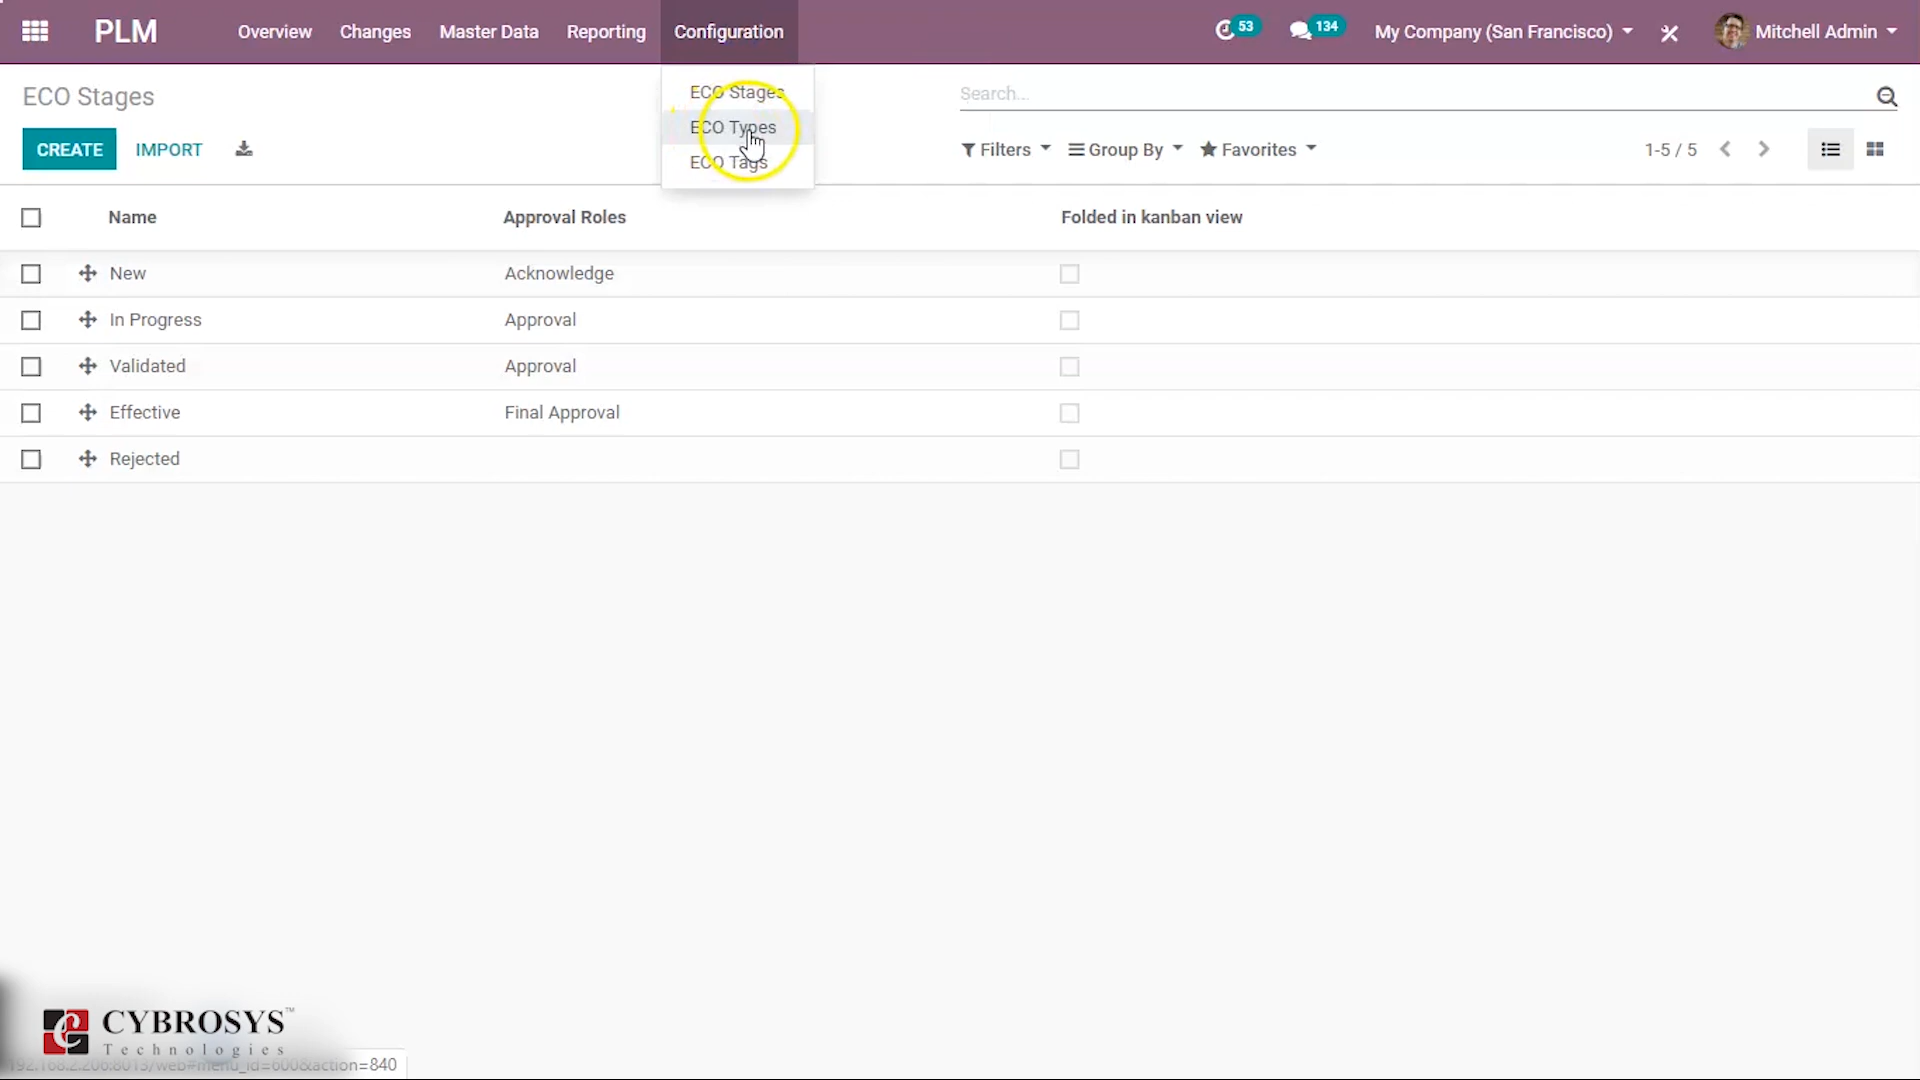 PLM
Overview
Changes
Master Data
Reporting
Configuration
53
134
My Company (San Francisco)
Mitchell Admin
ECO Stages
ECO Stages
ECO Types
ECO Tags
Search...
CREATE
IMPORT
Filters
Group By
Favorites
1-5 / 5
Name
Approval Roles
Folded in kanban view
New
Acknowledge
In Progress
Approval
Validated
Approval
Effective
Final Approval
Rejected
CYBROSYS™
Technologies
192.168.2.206:8013/web#menu_id=600&action=840